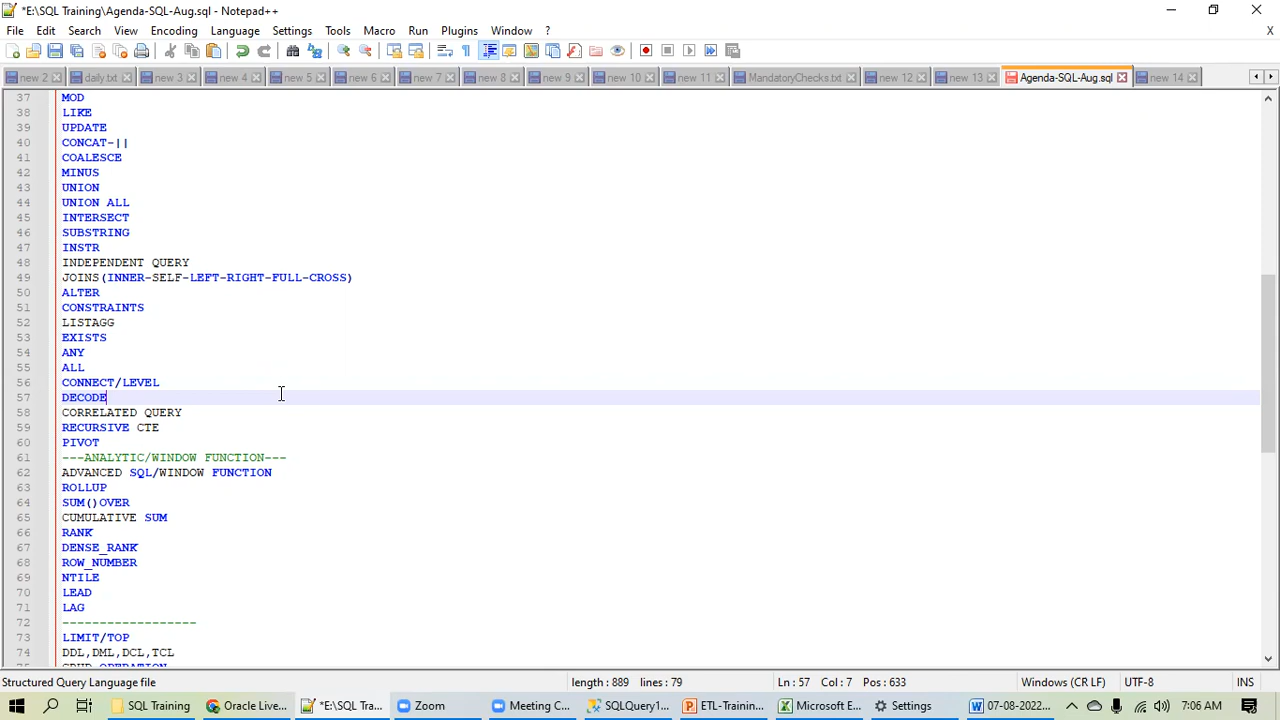 *E:\SQL Training\Agenda-SQL-Aug.sql - Notepad++
File Edit Search View Encoding Language Settings Tools Macro Run Plugins Window ? X
new 2 daily.txt new 3 new 4 new 5 new 6 new 7 new 8 new 9 new 10 new 11 MandatoryChecks.txt new 12 new 13 Agenda-SQL-Aug.sql new 14
37 MOD
38 LIKE
39 UPDATE
40 CONCAT-||
41 COALESCE
42 MINUS
43 UNION
44 UNION ALL
45 INTERSECT
46 SUBSTRING
47 INSTR
48 INDEPENDENT QUERY
49 JOINS(INNER-SELF-LEFT-RIGHT-FULL-CROSS)
50 ALTER
51 CONSTRAINTS
52 LISTAGG
53 EXISTS
54 ANY
55 ALL
56 CONNECT/LEVEL
57 DECODE
58 CORRELATED QUERY
59 RECURSIVE CTE
60 PIVOT
61 ---ANALYTIC/WINDOW FUNCTION---
62 ADVANCED SQL/WINDOW FUNCTION
63 ROLLUP
64 SUM()OVER
65 CUMULATIVE SUM
66 RANK
67 DENSE_RANK
68 ROW_NUMBER
69 NTILE
70 LEAD
71 LAG
72 ------------------
73 LIMIT/TOP
74 DDL,DML,DCL,TCL
75 CRUD OPERATION
Structured Query Language file length : 889 lines : 79 Ln : 57 Col : 7 Pos : 633 Windows (CR LF) UTF-8 INS
SQL Training Oracle Live... *E:\SQL Tra... Zoom Meeting C... SQLQuery1... ETL-Trainin... Microsoft E... Settings 07-08-2022... 7:06 AM